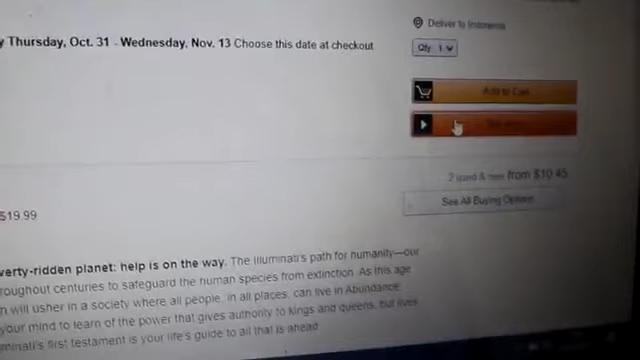 Deliver to Indonesia
y Thursday, Oct. 31 - Wednesday, Nov. 13 Choose this date at checkout
Qty: 1
Add to Cart
2 used & new from $10.45
See All Buying Options
$19.99
verty-ridden planet: help is on the way. The Illuminati's path for humanity—our
roughout centuries to safeguard the human species from extinction. As this age
n will usher in a society where all people, in all places, can live in Abundance.
your mind to learn of the power that gives authority to kings and queens, but lives
minati's first testament is your life's guide to all that is ahead